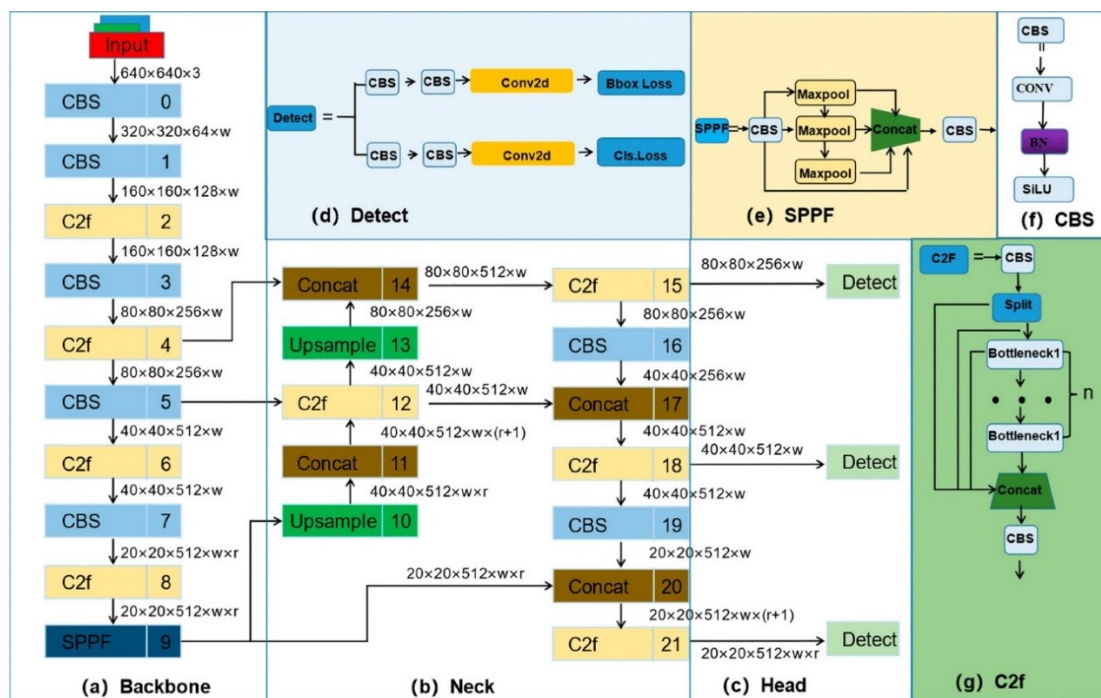 Input
640×640×3
CBS 0
320×320×64×w
CBS 1
160×160×128×w
C2f 2
160×160×128×w
CBS 3
80×80×256×w
C2f 4
80×80×256×w
CBS 5
40×40×512×w
C2f 6
40×40×512×w
CBS 7
20×20×512×w×r
C2f 8
20×20×512×w×r
SPPF 9
(a) Backbone
Detect =
CBS CBS Conv2d Bbox Loss
CBS CBS Conv2d Cls.Loss
(d) Detect
SPPF = CBS
Maxpool
Maxpool
Maxpool
Concat
CBS
(e) SPPF
CBS
=
CONV
BN
SiLU
(f) CBS
Concat 14
80×80×512×w
80×80×256×w
Upsample 13
40×40×512×w
C2f 12
40×40×512×w
40×40×512×w×(r+1)
Concat 11
40×40×512×w×r
Upsample 10
20×20×512×w×r
C2f 15
80×80×256×w
Detect
80×80×256×w
CBS 16
40×40×256×w
Concat 17
40×40×512×w
C2f 18
40×40×512×w
Detect
40×40×512×w
CBS 19
20×20×512×w
Concat 20
20×20×512×w×(r+1)
C2f 21
20×20×512×w×r
Detect
(b) Neck
(c) Head
C2F = CBS
Split
Bottleneck1
• • •
n
Bottleneck1
Concat
CBS
(g) C2f